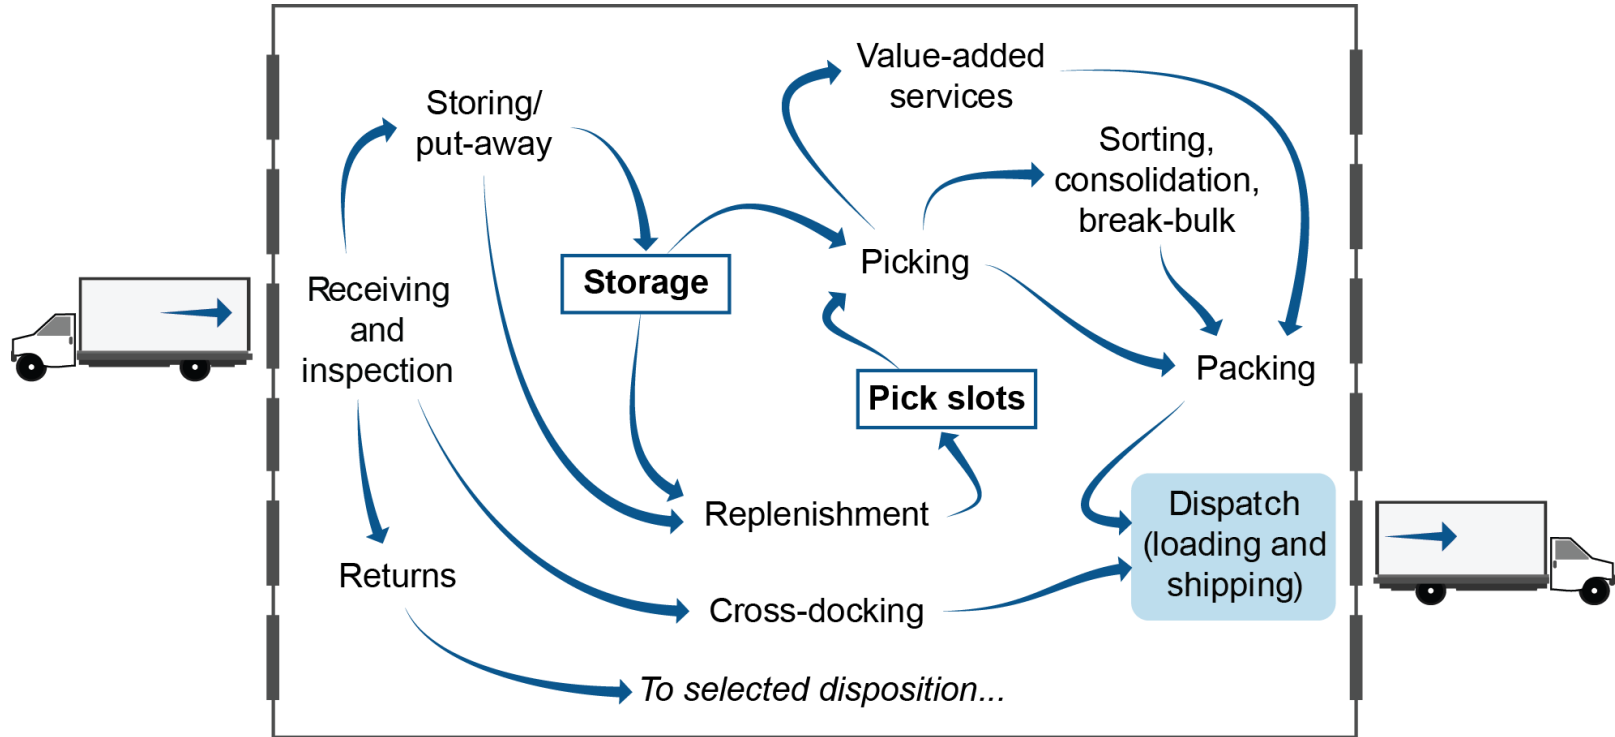 Value-added
services
Storing/
put-away
Sorting,
consolidation,
break-bulk
Picking
Storage
Receiving
and
inspection
Packing
Pick slots
Replenishment
Dispatch
(loading and
shipping)
Returns
Cross-docking
To selected disposition...